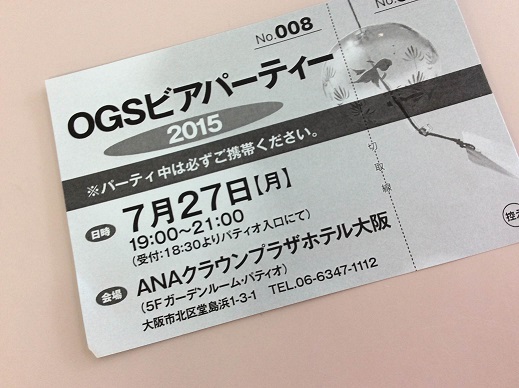 No.008
OGSビアパーティー
2015
※パーティ中は必ずご携帯ください。
日時 7月27日【月】
19:00~21:00
(受付:18:30よりパティオ入口にて)
会場 ANAクラウンプラザホテル大阪
(5Fガーデンルーム・パティオ)
大阪市北区堂島浜1-3-1 TEL.06-6347-1112
切取線
No.
控